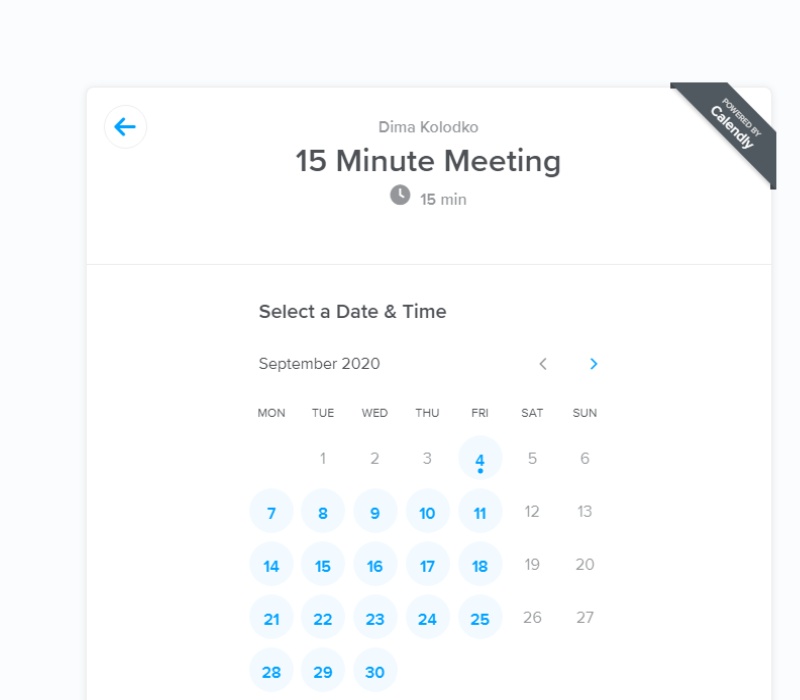 Dima Kolodko
POWERED BY
Calendly
15 Minute Meeting
15 min
Select a Date & Time
September 2020
MON TUE WED THU FRI SAT SUN
1 2 3 4 5 6
7 8 9 10 11 12 13
14 15 16 17 18 19 20
21 22 23 24 25 26 27
28 29 30